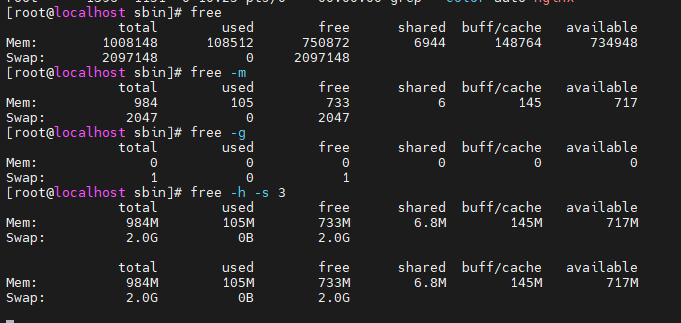 [root@localhost sbin]# free
total used free shared buff/cache available
Mem: 1008148 108512 750872 6944 148764 734948
Swap: 2097148 0 2097148
[root@localhost sbin]# free -m
total used free shared buff/cache available
Mem: 984 105 733 6 145 717
Swap: 2047 0 2047
[root@localhost sbin]# free -g
total used free shared buff/cache available
Mem: 0 0 0 0 0 0
Swap: 1 0 1
[root@localhost sbin]# free -h -s 3
total used free shared buff/cache available
Mem: 984M 105M 733M 6.8M 145M 717M
Swap: 2.0G 0B 2.0G
total used free shared buff/cache available
Mem: 984M 105M 733M 6.8M 145M 717M
Swap: 2.0G 0B 2.0G